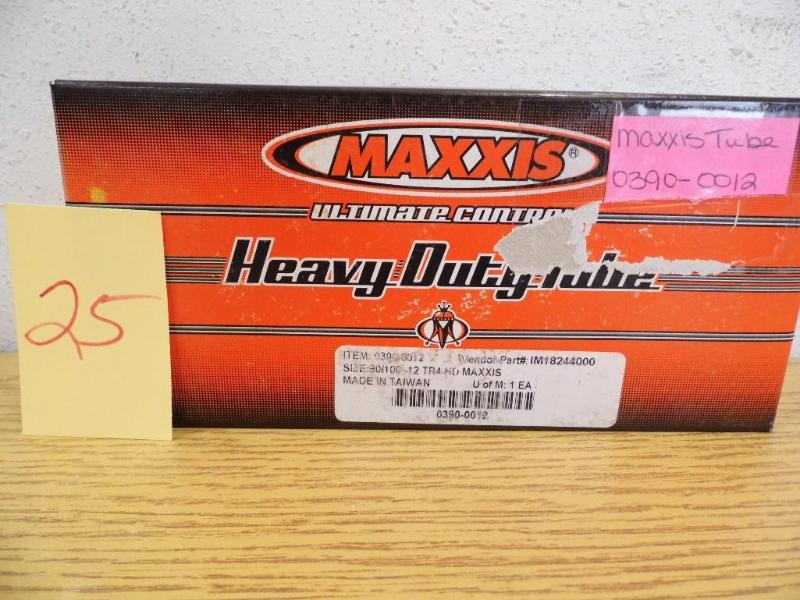 MAXXIS®
ULTIMATE CONTROL
Heavy Duty Tube
maxxis Tube
0390-0012
25
ITEM: 0390-0012 Vendor Part#: IM18244000
SIZE: 80/100-12 TR4 HD MAXXIS
MADE IN TAIWAN U of M: 1 EA
0390-0012